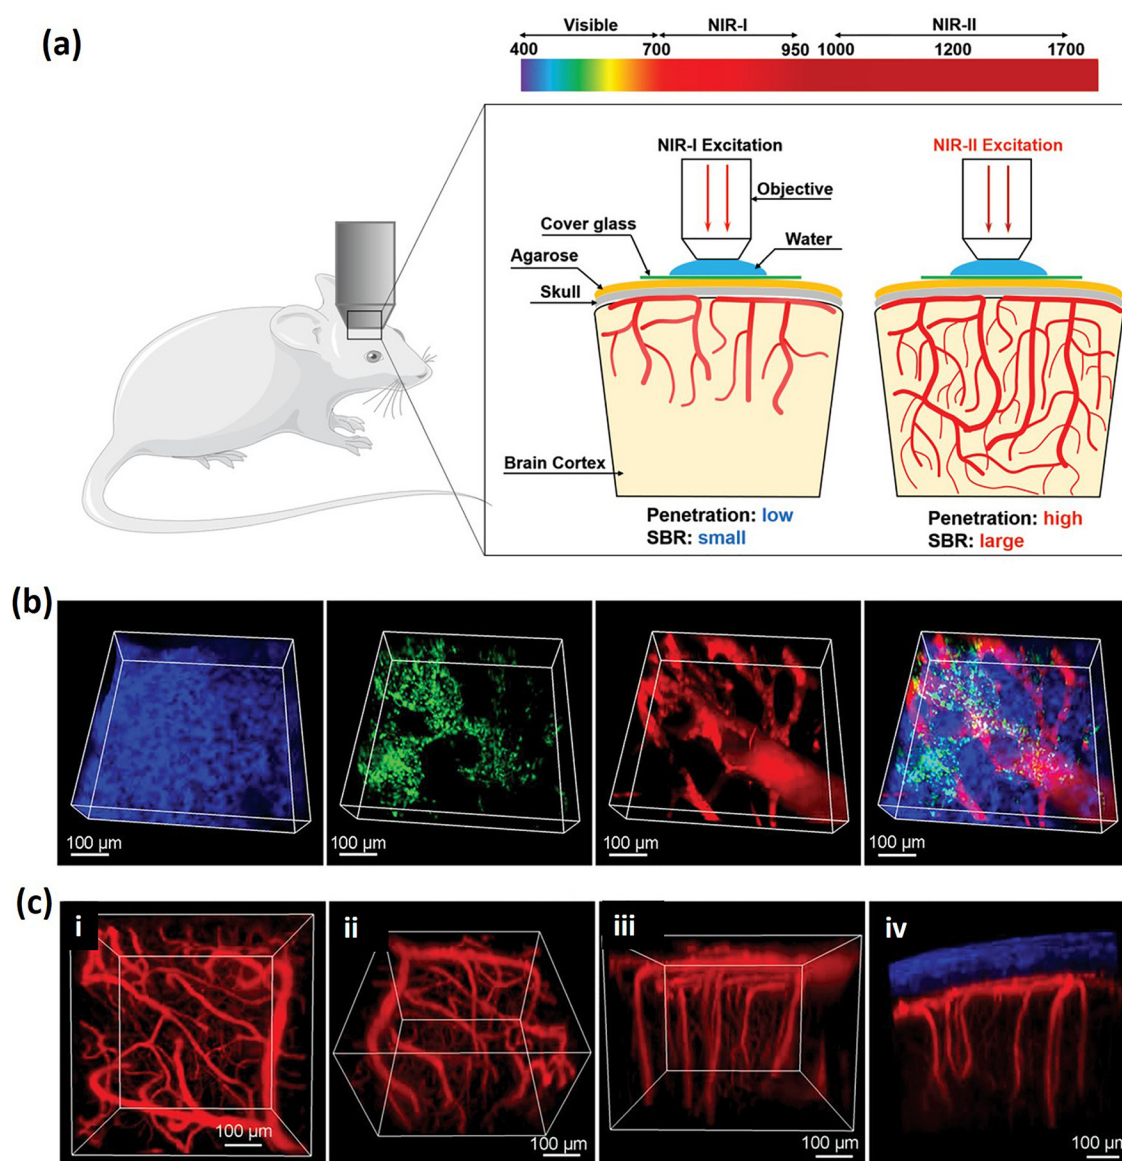 (a)
Visible NIR-I NIR-II
400 700 950 1000 1200 1700
NIR-I Excitation
NIR-II Excitation
Objective
Cover glass
Water
Agarose
Skull
Brain Cortex
Penetration: low
SBR: small
Penetration: high
SBR: large
(b)
100 µm
100 µm
100 µm
100 µm
(c)
i
ii
iii
iv
100 µm
100 µm
100 µm
100 µm